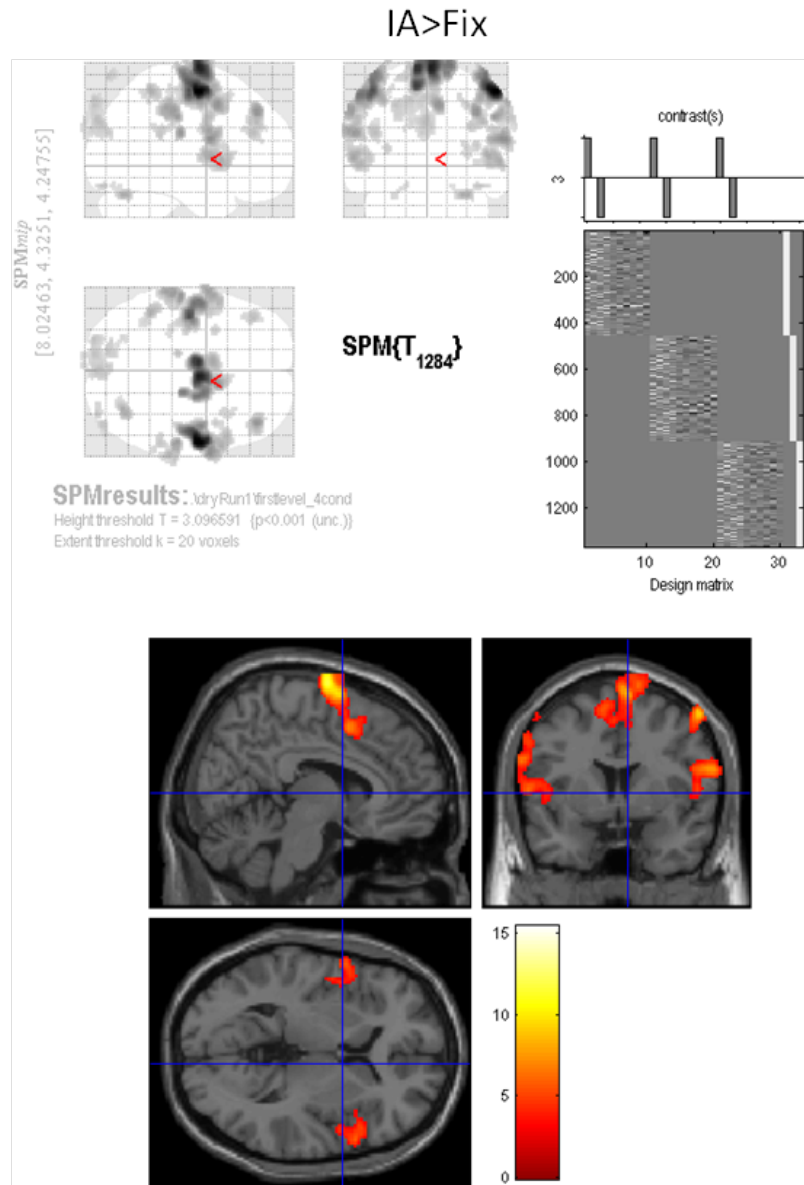 IA>Fix
SPMmip
[8.02463, 4.3251, 4.24755]
<
<
<
SPM{T1284}
SPMresults: .\dryRun1\firstlevel_4cond
Height threshold T = 3.096591 {p<0.001 (unc.)}
Extent threshold k = 20 voxels
contrast(s)
3
200
400
600
800
1000
1200
10 20 30
Design matrix
15
10
5
0